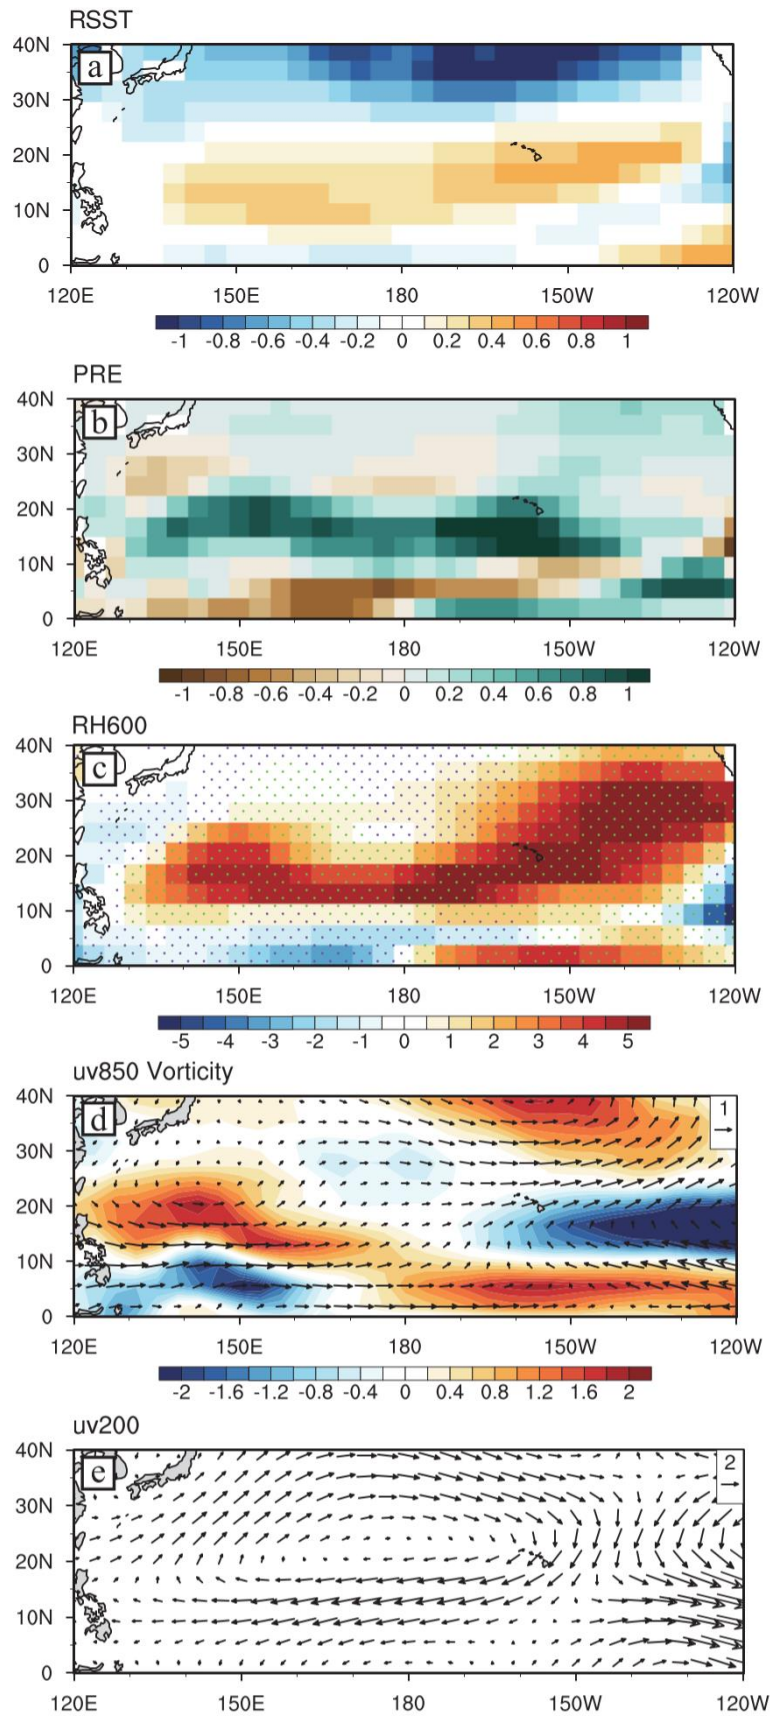 RSST
40N
a
30N
20N
10N
0
120E 150E 180 150W 120W
-1 -0.8 -0.6 -0.4 -0.2 0 0.2 0.4 0.6 0.8 1
PRE
40N
b
30N
20N
10N
0
120E 150E 180 150W 120W
-1 -0.8 -0.6 -0.4 -0.2 0 0.2 0.4 0.6 0.8 1
RH600
40N
c
30N
20N
10N
0
120E 150E 180 150W 120W
-5 -4 -3 -2 -1 0 1 2 3 4 5
uv850 Vorticity
40N
d 1
30N
20N
10N
0
120E 150E 180 150W 120W
-2 -1.6 -1.2 -0.8 -0.4 0 0.4 0.8 1.2 1.6 2
uv200
40N
e 2
30N
20N
10N
0
120E 150E 180 150W 120W